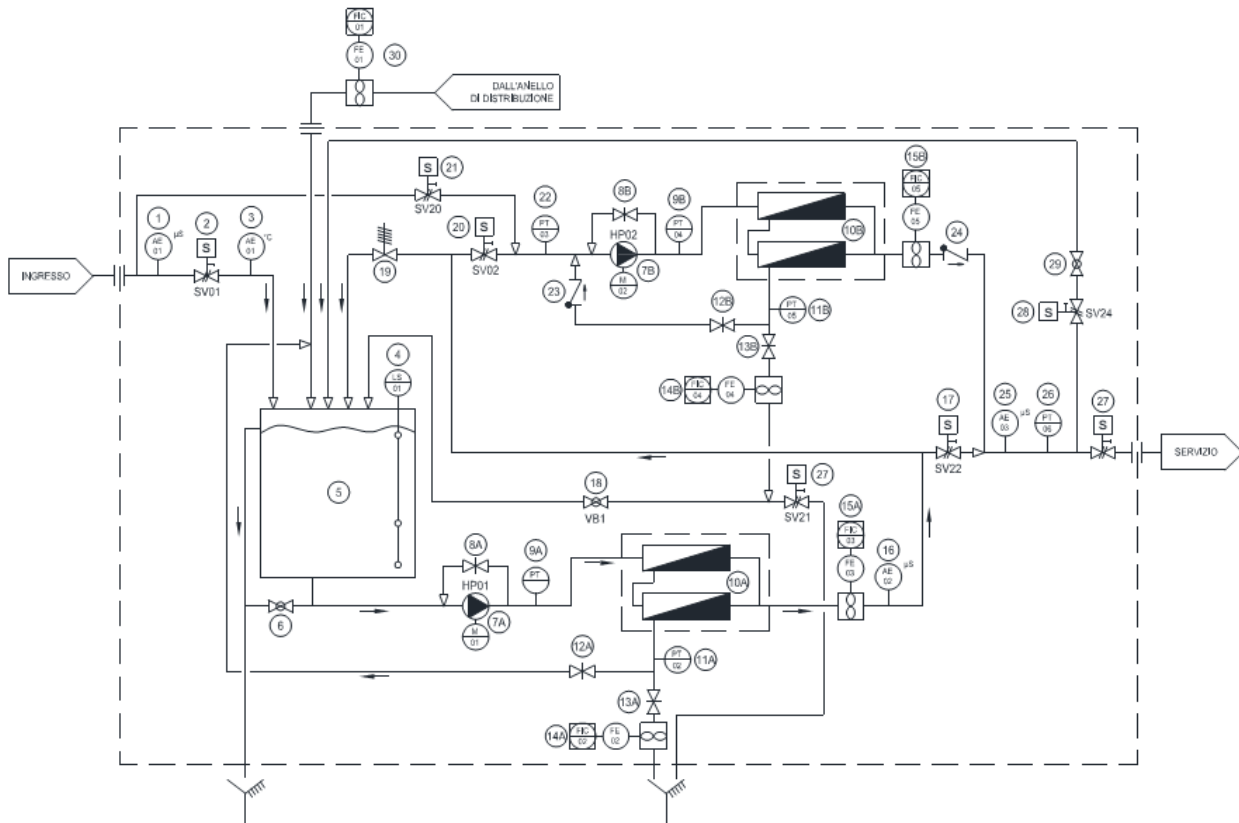 FIC
01
FE
01
30
DALL'ANELLO
DI DISTRIBUZIONE
INGRESSO
1
AE
01
µS
2
S
SV01
3
AE
01
°C
21
S
SV20
20
S
SV02
19
22
PT
03
8B
HP02
M
02
7B
9B
PT
04
10B
15B
FIC
05
FE
05
24
23
12B
PT
05
11B
13B
14B
FIC
04
FE
04
29
28
S
SV24
4
LS
01
5
17
S
SV22
25
AE
03
µS
26
PT
06
27
S
SERVIZIO
18
VB1
27
S
SV21
15A
FIC
03
FE
03
16
AE
02
µS
6
8A
HP01
M
01
7A
9A
PT
10A
12A
PT
02
11A
13A
14A
FIC
02
FE
02